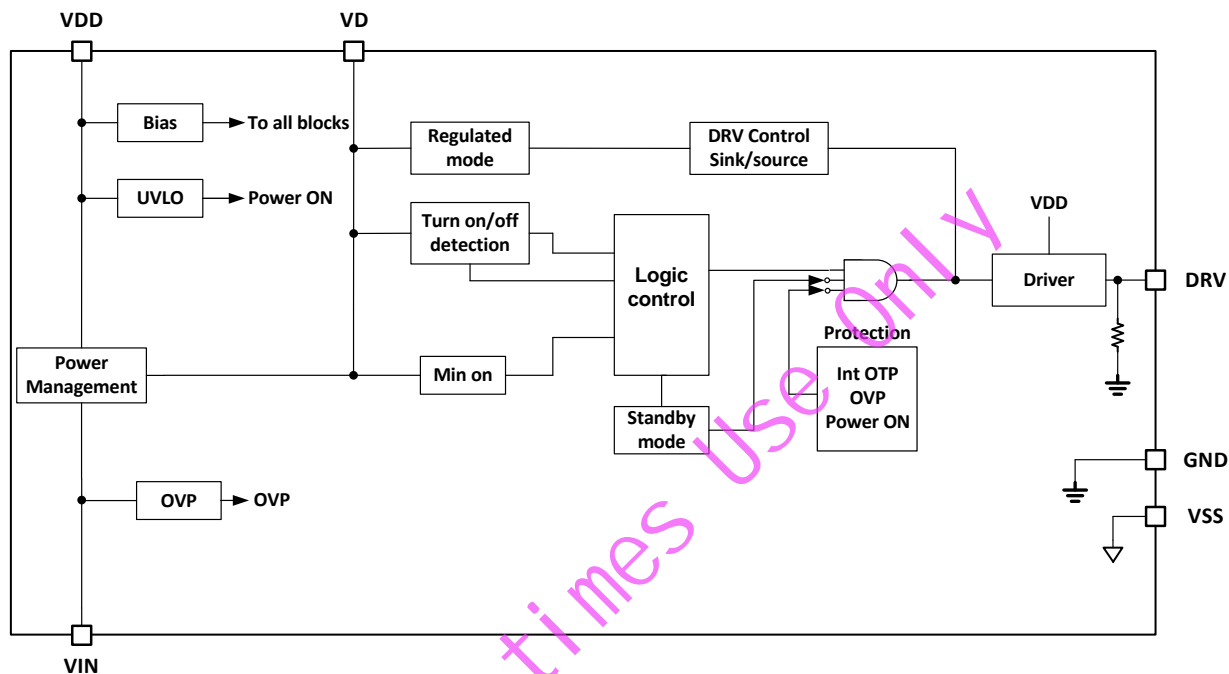 VDD
VD
Bias
To all blocks
UVLO
Power ON
Regulated
mode
DRV Control
Sink/source
Turn on/off
detection
Logic
control
VDD
Driver
DRV
Power
Management
Min on
Standby
mode
Protection
Int OTP
OVP
Power ON
GND
VSS
OVP
OVP
VIN
times Use Only